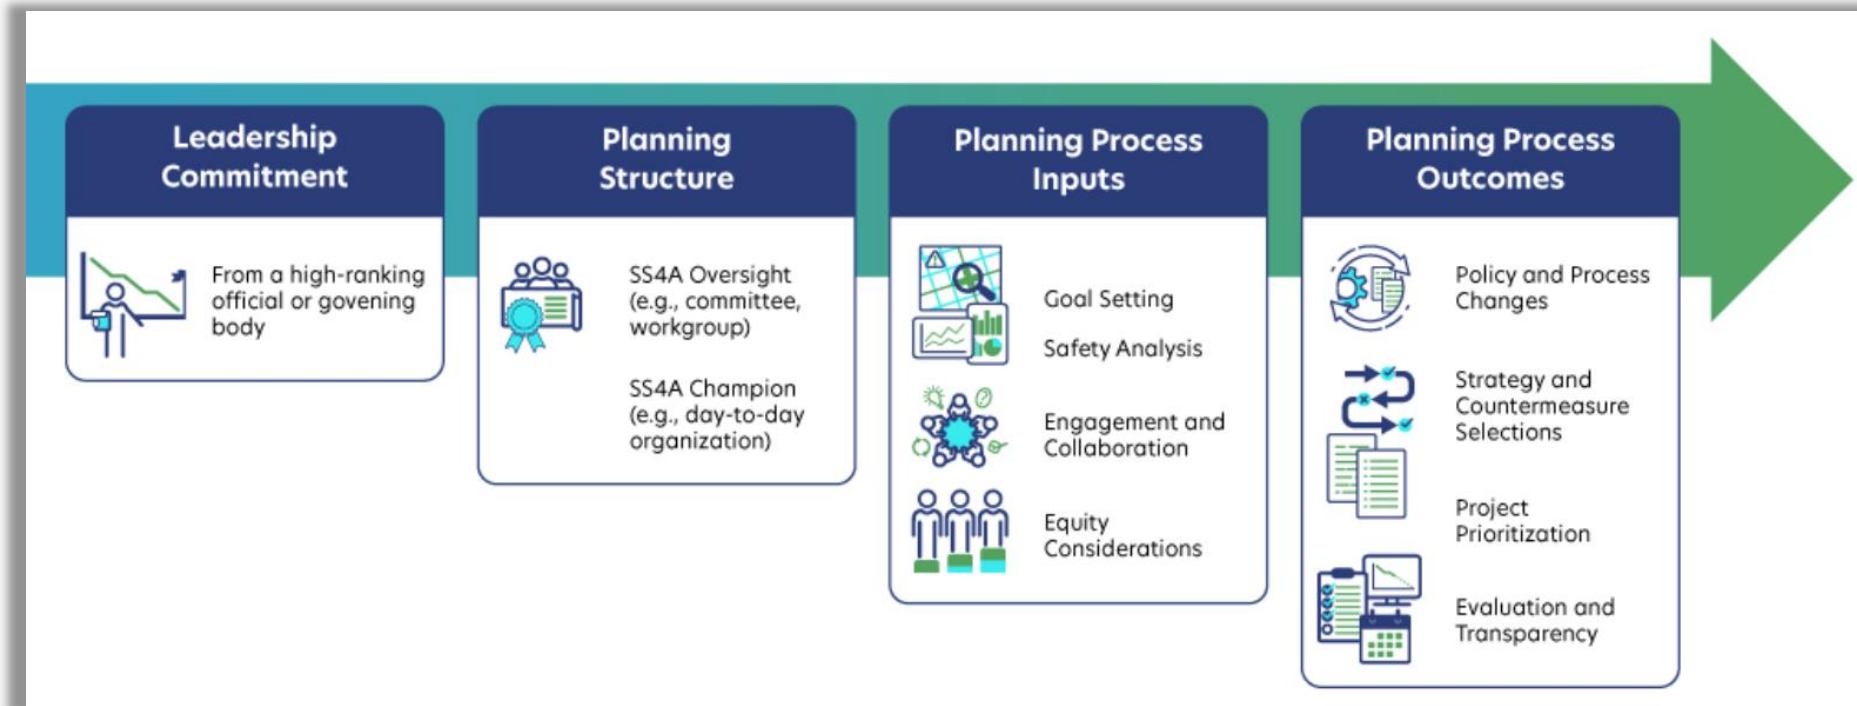 Leadership
Commitment
From a high-ranking
official or govening
body
Planning
Structure
SS4A Oversight
(e.g., committee,
workgroup)
SS4A Champion
(e.g., day-to-day
organization)
Planning Process
Inputs
Goal Setting
Safety Analysis
Engagement and
Collaboration
Equity
Considerations
Planning Process
Outcomes
Policy and Process
Changes
Strategy and
Countermeasure
Selections
Project
Prioritization
Evaluation and
Transparency